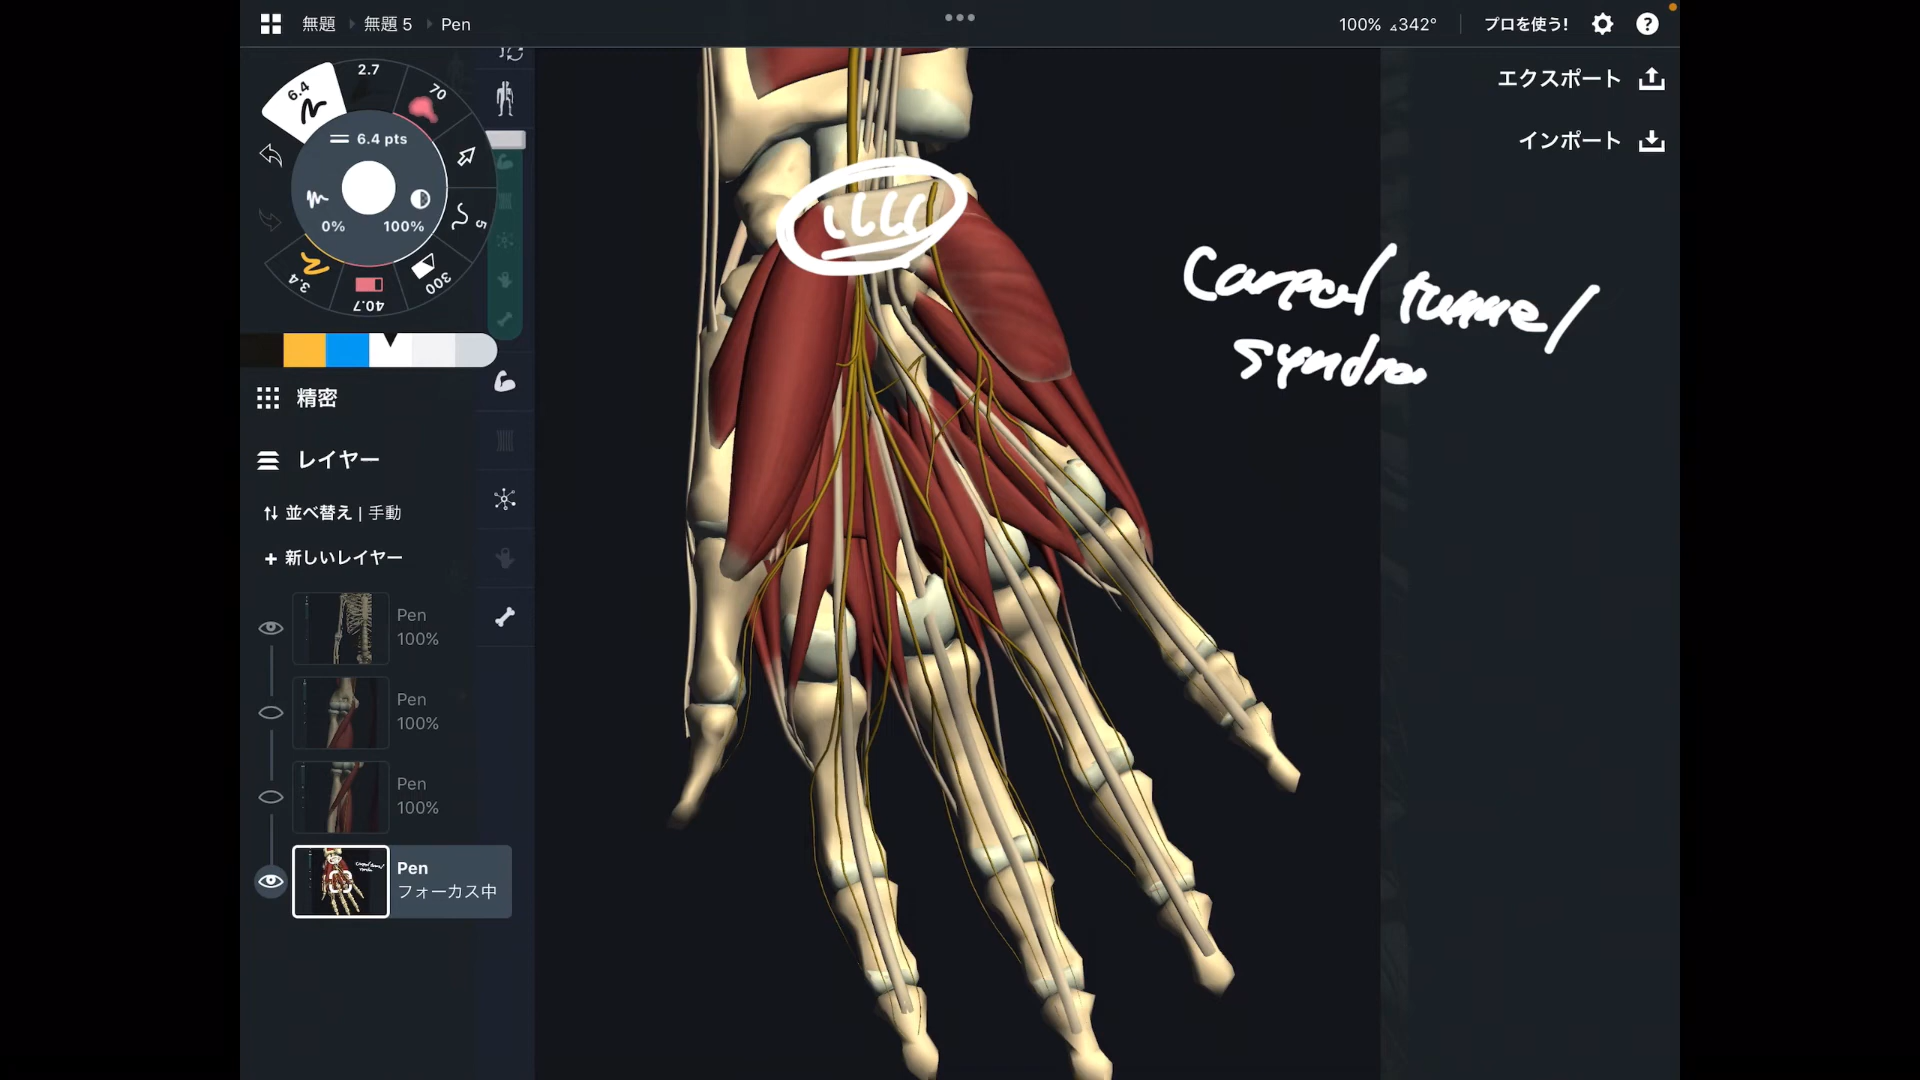 無題 無題 5 Pen
100% 342° プロを使う!
エクスポート
インポート
2.7
6.4
70
6.4 pts
5
0% 100%
3.4
40.7
300
精密
レイヤー
並べ替え | 手動
+ 新しいレイヤー
Pen
100%
Pen
100%
Pen
100%
Pen
フォーカス中
Carpal tunnel
syndro